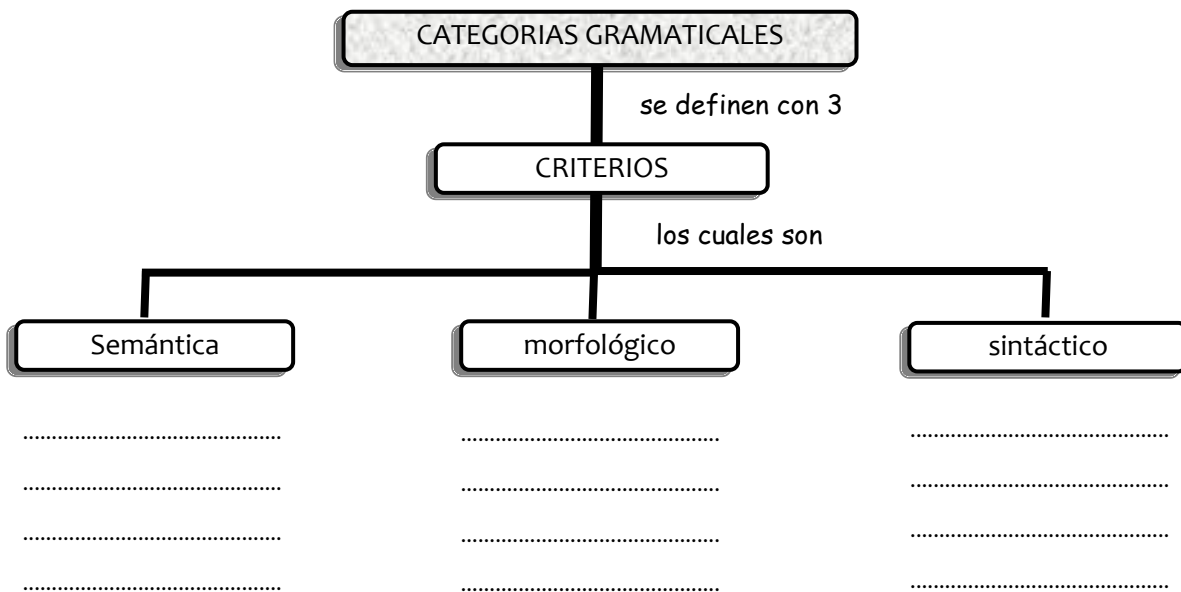 CATEGORIAS GRAMATICALES
se definen con 3
CRITERIOS
los cuales son
Semántica
morfológico
sintáctico